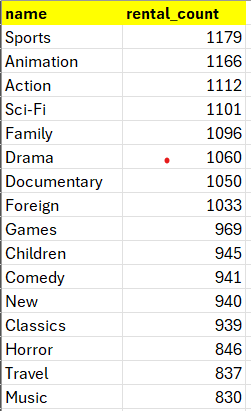 name rental_count
Sports 1179
Animation 1166
Action 1112
Sci-Fi 1101
Family 1096
Drama 1060
Documentary 1050
Foreign 1033
Games 969
Children 945
Comedy 941
New 940
Classics 939
Horror 846
Travel 837
Music 830